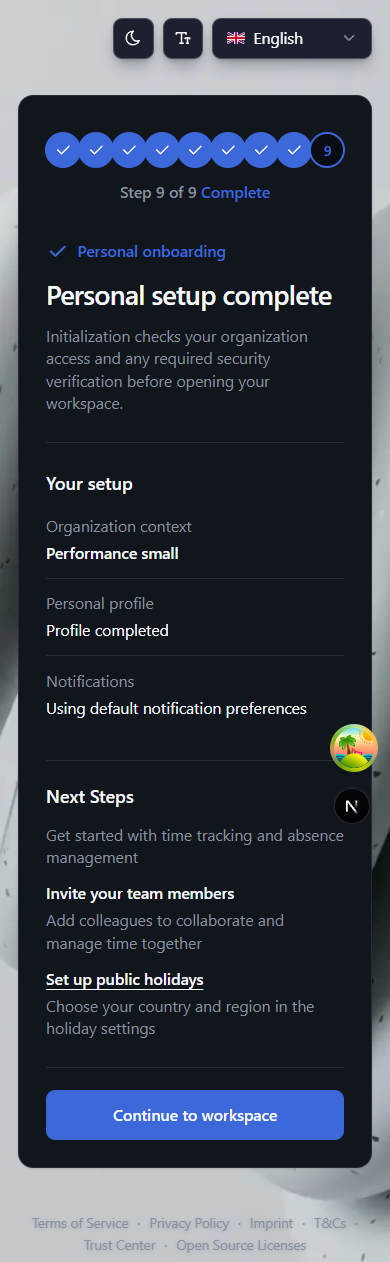 English
9
Step 9 of 9 Complete
Personal onboarding
Personal setup complete
Initialization checks your organization
access and any required security
verification before opening your
workspace.
Your setup
Organization context
Performance small
Personal profile
Profile completed
Notifications
Using default notification preferences
Next Steps
Get started with time tracking and absence
management
Invite your team members
Add colleagues to collaborate and
manage time together
Set up public holidays
Choose your country and region in the
holiday settings
Continue to workspace
Terms of Service · Privacy Policy · Imprint · T&Cs ·
Trust Center · Open Source Licenses